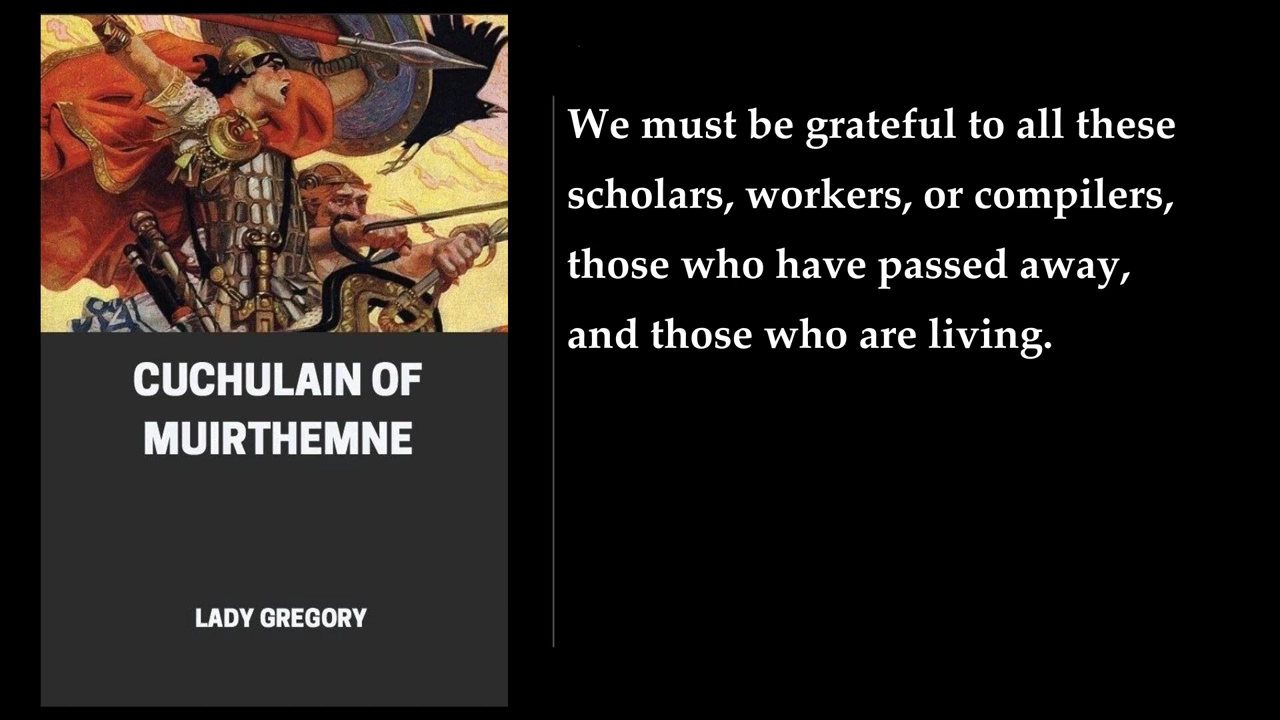 CUCHULAIN OF
MUIRTHEMNE
LADY GREGORY
We must be grateful to all these
scholars, workers, or compilers,
those who have passed away,
and those who are living.